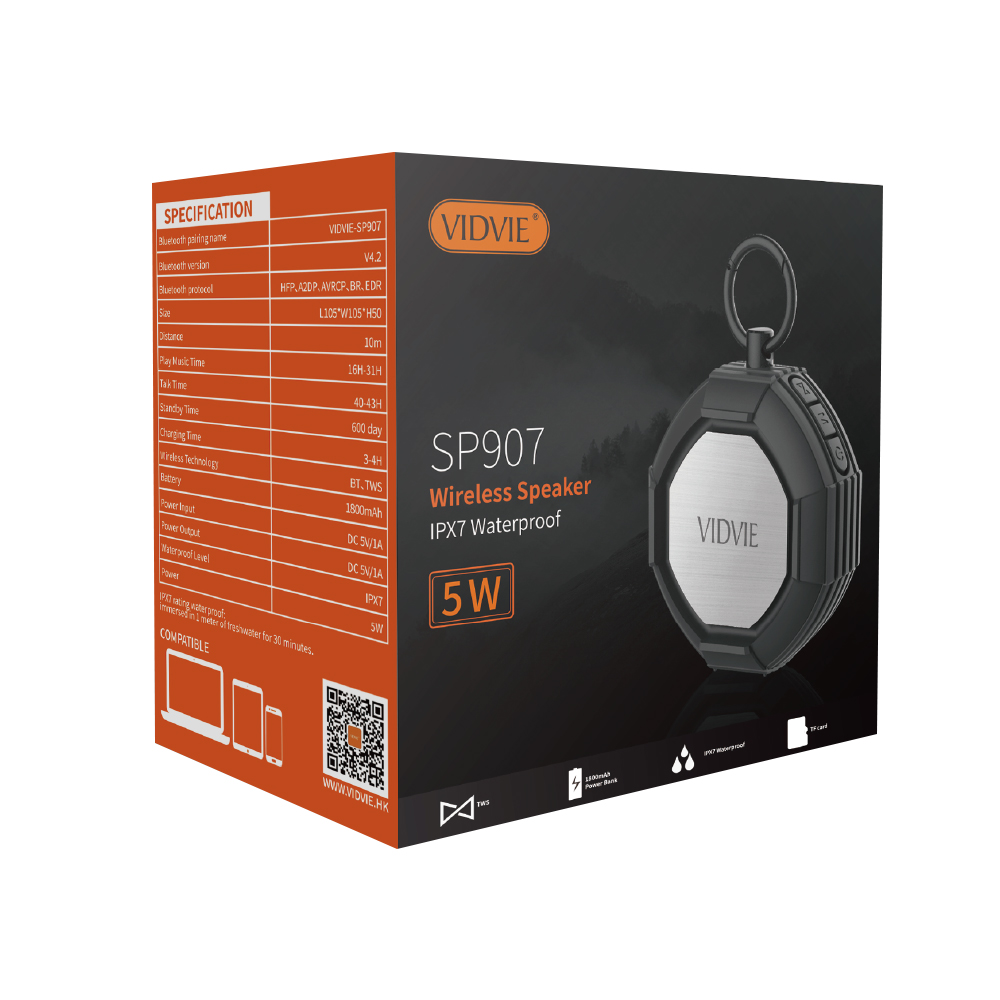 SPECIFICATION
Bluetooth pairing name VIDVIE-SP907
Bluetooth version V4.2
Bluetooth protocol HFP、A2DP、AVRCP、BR、EDR
Size L105*W105*H50
Distance 10m
Play Music Time 16H-31H
Talk Time 40-43H
Standby Time 600 day
Charging Time 3-4H
Wireless Technology BT、TWS
Battery 1800mAh
Power Input DC 5V/1A
Power Output DC 5V/1A
Waterproof Level IPX7
Power 5W
IPX7 rating waterproof:
immersed in 1 meter of freshwater for 30 minutes.
COMPATIBLE
WWW.VIDVIE.HK
VIDVIE®
SP907
Wireless Speaker
IPX7 Waterproof
5W
VIDVIE
TWS
1800mAh
Power Bank
IPX7 Waterproof
TF card